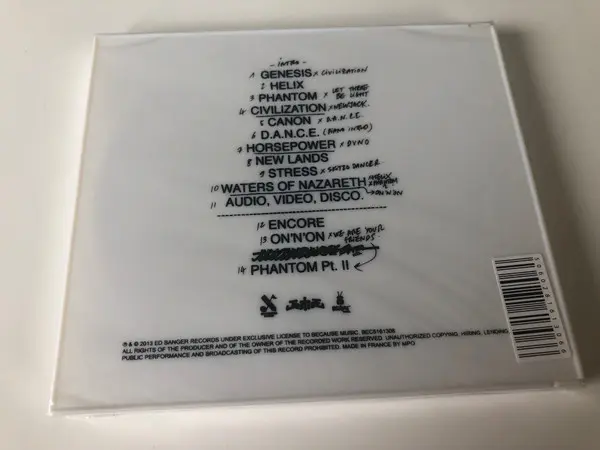 - INTRO -
1 GENESIS x CIVILIZATION
2 HELIX
3 PHANTOM x LET THERE BE LIGHT
4 CIVILIZATION x NEWJACK.
5 CANON x D.A.N.C.E.
6 D.A.N.C.E. (PIANO INTRO)
7 HORSEPOWER x DVNO
8 NEW LANDS
9 STRESS
10 WATERS OF NAZARETH
11 AUDIO, VIDEO, DISCO.
12 ENCORE
13 ON'N'ON x WE ARE YOUR FRIENDS.
14 PHANTOM Pt. II
℗ & © 2013 ED BANGER RECORDS UNDER EXCLUSIVE LICENSE TO BECAUSE MUSIC. BEC5161306
ALL RIGHTS OF THE PRODUCER AND OF THE OWNER OF THE RECORDED WORK RESERVED. UNAUTHORIZED COPYING, HIRING, LENDING,
PUBLIC PERFORMANCE AND BROADCASTING OF THIS RECORD PROHIBITED. MADE IN FRANCE BY MPO